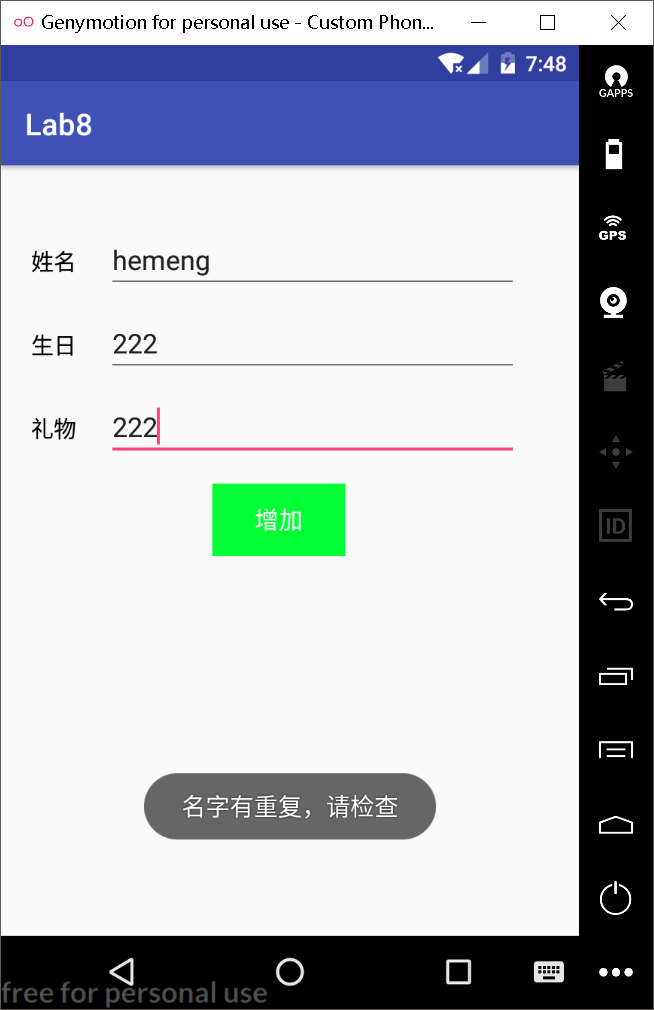 Genymotion for personal use - Custom Phon...
7:48
GAPPS
Lab8
GPS
姓名 hemeng
生日 222
礼物 222
增加
ID
名字有重复，请检查
free for personal use